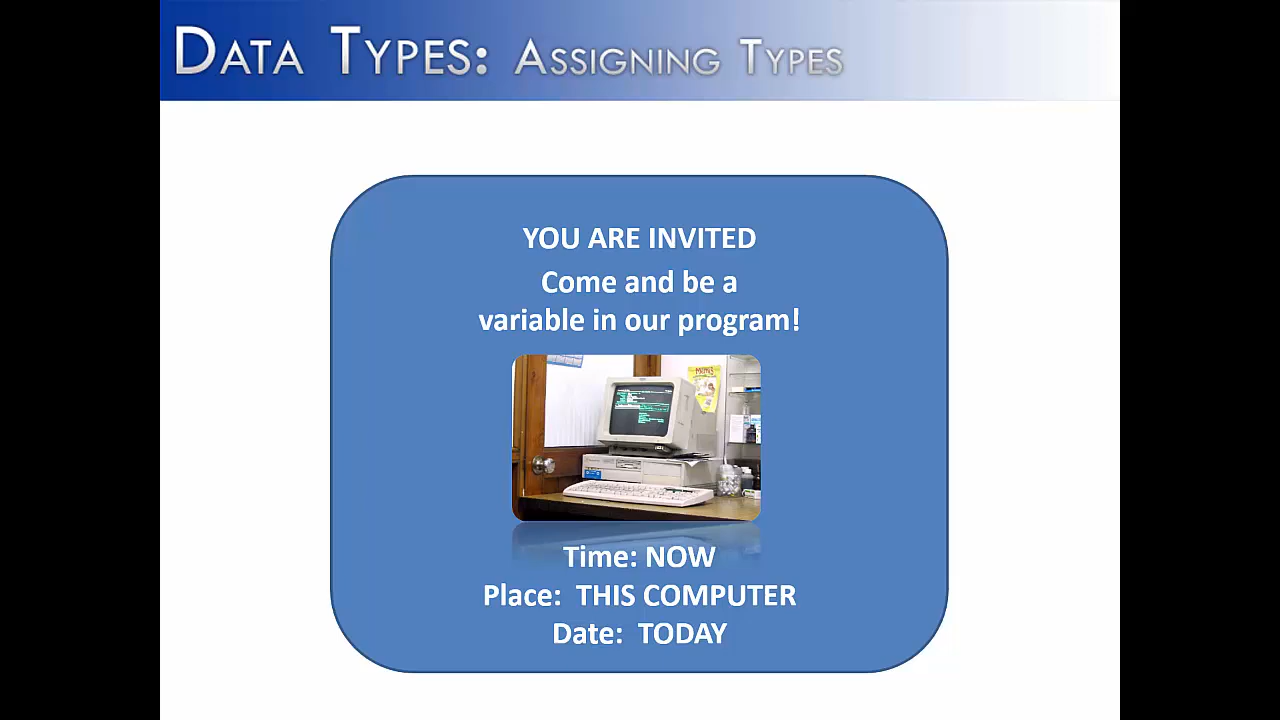 DATA TYPES: ASSIGNING TYPES
YOU ARE INVITED
Come and be a
variable in our program!
Time: NOW
Place: THIS COMPUTER
Date: TODAY